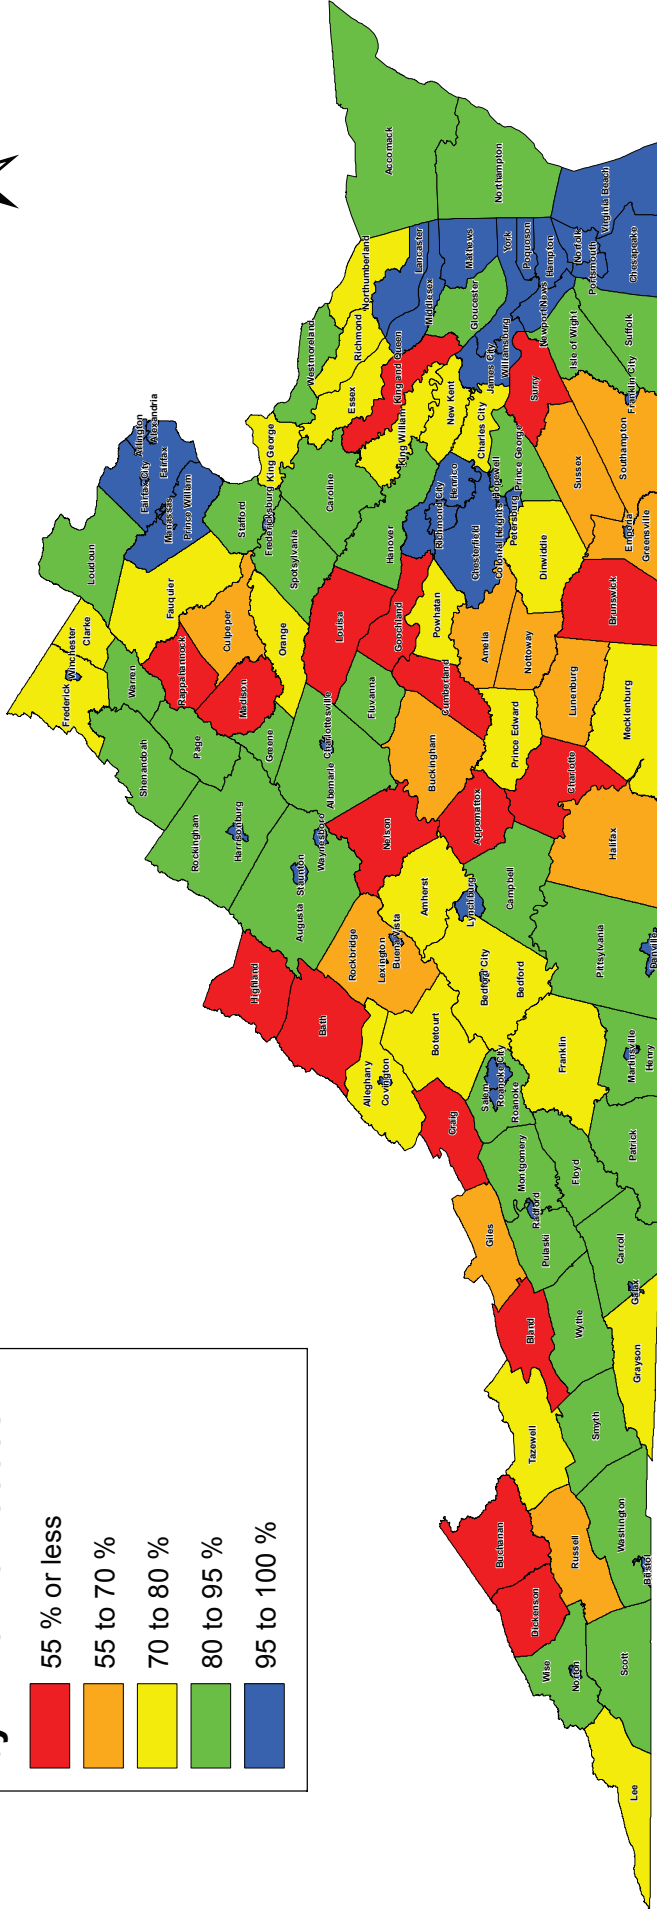 55 % or less
55 to 70 %
70 to 80 %
80 to 95 %
95 to 100 %
Accomack
Northampton
Virginia Beach
Northumberland
Lancaster
Mathews
York
Poquoson
Hampton
Norfolk
Portsmouth
Chesapeake
Westmoreland
Richmond
Middlesex
Gloucester
Newport News
Isle of Wight
Suffolk
Essex
King and Queen
James City
Williamsburg
Surry
Franklin City
King William
New Kent
Charles City
Southampton
Arlington
Alexandria
Fairfax City
Fairfax
Manassas
Prince William
King George
Stafford
Fredericksburg
Caroline
Spotsylvania
Hanover
Richmond City
Henrico
Chesterfield
Colonial Heights
Hopewell
Petersburg
Prince George
Sussex
Emporia
Greensville
Dinwiddie
Brunswick
Loudoun
Clarke
Winchester
Frederick
Fauquier
Culpeper
Rappahannock
Madison
Orange
Louisa
Goochland
Powhatan
Amelia
Nottoway
Lunenburg
Mecklenburg
Warren
Shenandoah
Page
Greene
Charlottesville
Albemarle
Fluvanna
Cumberland
Buckingham
Prince Edward
Charlotte
Rockingham
Harrisonburg
Augusta
Staunton
Waynesboro
Nelson
Appomattox
Halifax
Highland
Bath
Rockbridge
Lexington
Buena Vista
Amherst
Lynchburg
Campbell
Pittsylvania
Danville
Alleghany
Covington
Botetourt
Bedford City
Bedford
Franklin
Martinsville
Henry
Craig
Salem
Roanoke City
Roanoke
Montgomery
Radford
Floyd
Patrick
Giles
Pulaski
Carroll
Galax
Bland
Wythe
Grayson
Tazewell
Smyth
Buchanan
Dickenson
Russell
Washington
Bristol
Wise
Norton
Scott
Lee